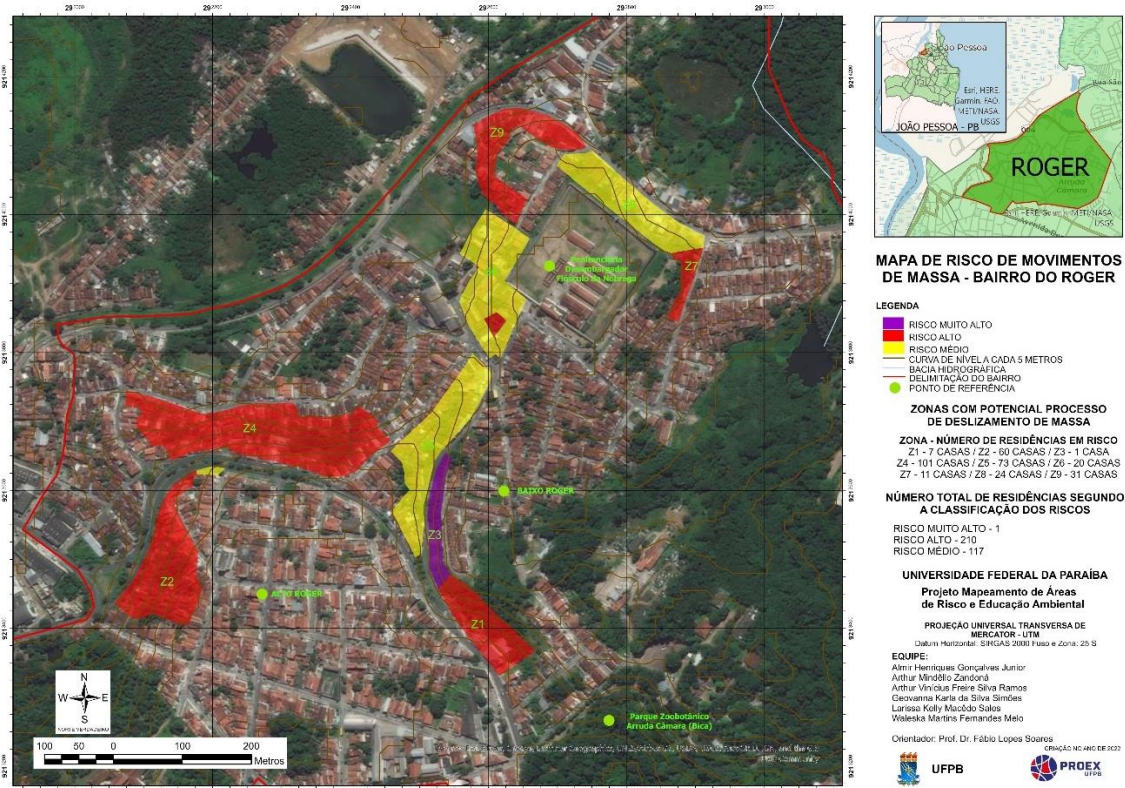 Z9
Z7
Penitenciária
Desembargador
Flósculo da Nóbrega
Z4
BAIXO ROGER
Z3
Z2
ALTO ROGER
Z1
Parque Zoobotânico
Arruda Câmara (Bica)
N
W E
S
NORTE VERDADEIRO
100 50 0 100 200
Metros
João Pessoa
Esri, HERE,
Garmin, FAO,
METI/NASA,
USGS
JOÃO PESSOA - PB
ROGER
Arruda
Câmara
USGS
MAPA DE RISCO DE MOVIMENTOS
DE MASSA - BAIRRO DO ROGER
LEGENDA
RISCO MUITO ALTO
RISCO ALTO
RISCO MÉDIO
CURVA DE NÍVEL A CADA 5 METROS
BACIA HIDROGRÁFICA
DELIMITAÇÃO DO BAIRRO
PONTO DE REFERÊNCIA
ZONAS COM POTENCIAL PROCESSO
DE DESLIZAMENTO DE MASSA
ZONA - NÚMERO DE RESIDÊNCIAS EM RISCO
Z1 - 7 CASAS / Z2 - 60 CASAS / Z3 - 1 CASA
Z4 - 101 CASAS / Z5 - 73 CASAS / Z6 - 20 CASAS
Z7 - 11 CASAS / Z8 - 24 CASAS / Z9 - 31 CASAS
NÚMERO TOTAL DE RESIDÊNCIAS SEGUNDO
A CLASSIFICAÇÃO DOS RISCOS
RISCO MUITO ALTO - 1
RISCO ALTO - 210
RISCO MÉDIO - 117
UNIVERSIDADE FEDERAL DA PARAÍBA
Projeto Mapeamento de Áreas
de Risco e Educação Ambiental
PROJEÇÃO UNIVERSAL TRANSVERSA DE
MERCATOR - UTM
Datum Horizontal: SIRGAS 2000 Fuso e Zona: 25 S
EQUIPE:
Almir Henriques Gonçalves Junior
Arthur Mindêllo Zandoná
Arthur Vinícius Freire Silva Ramos
Geovanna Karla da Silva Simões
Larissa Kelly Macêdo Sales
Waleska Martins Fernandes Melo
Orientador: Prof. Dr. Fábio Lopes Soares
CRIAÇÃO NO ANO DE 2022
UFPB
PROEX
UFPB